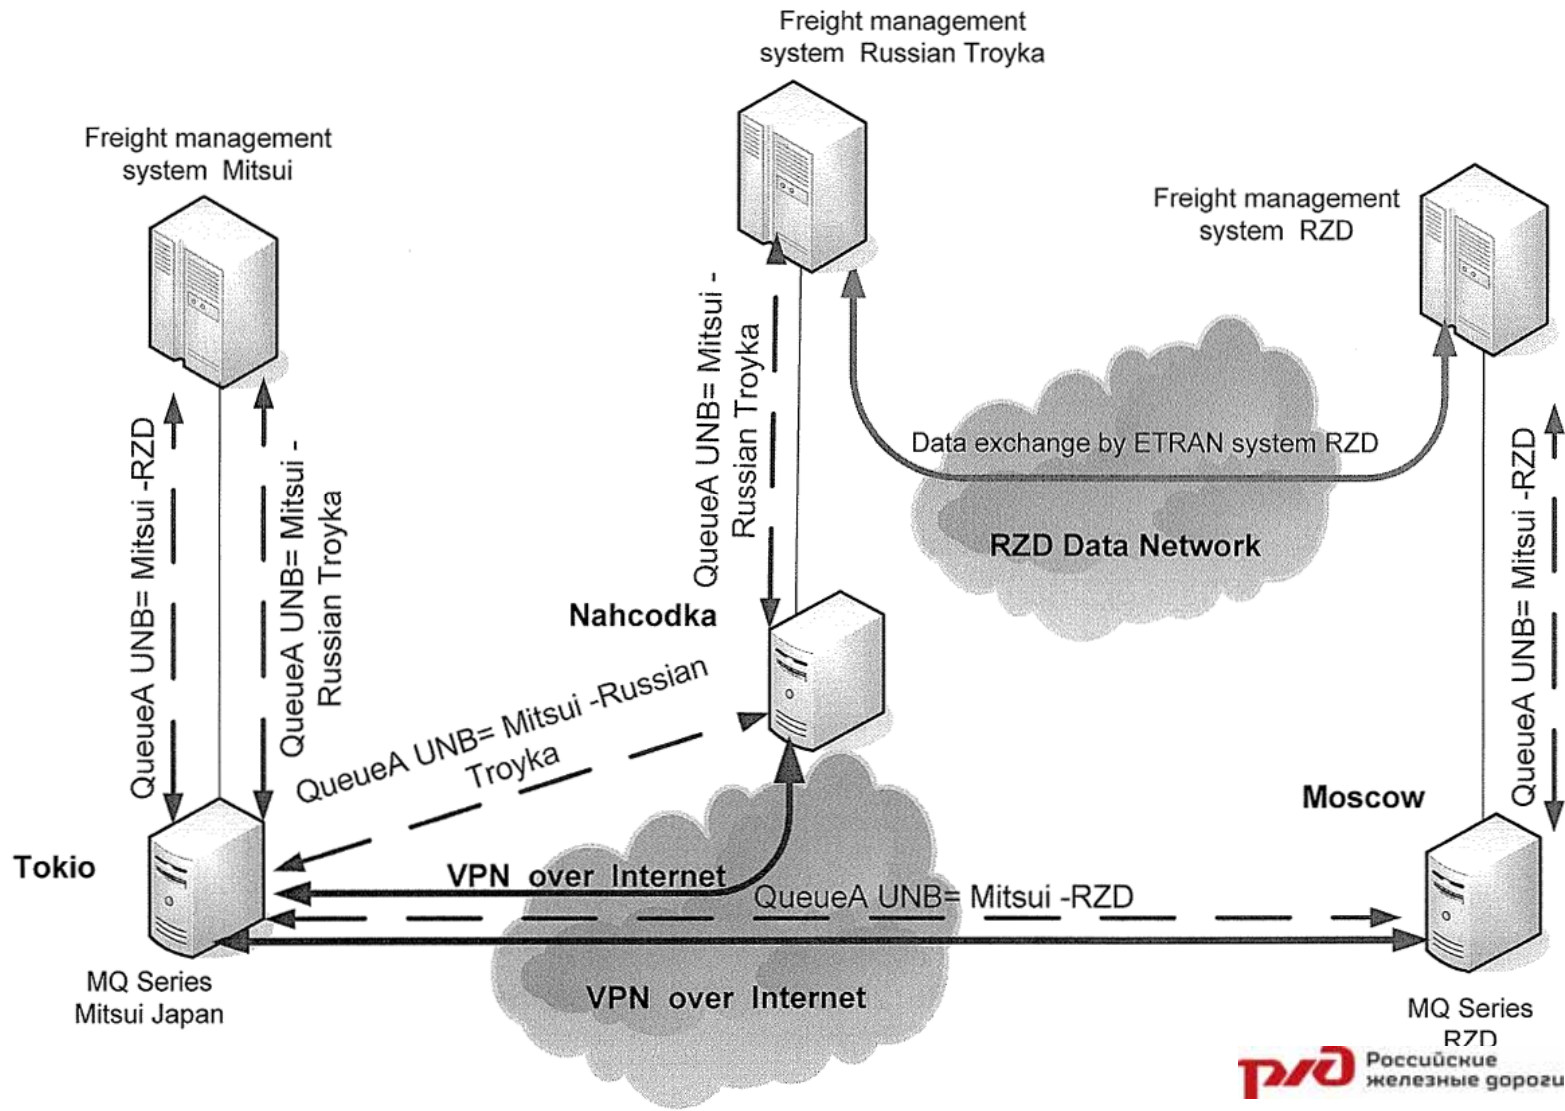 Freight management
system Russian Troyka
Freight management
system Mitsui
Freight management
system RZD
QueueA UNB= Mitsui -RZD
QueueA UNB= Mitsui -
Russian Troyka
QueueA UNB= Mitsui -
Russian Troyka
Data exchange by ETRAN system RZD
RZD Data Network
QueueA UNB= Mitsui -RZD
Nahcodka
QueueA UNB= Mitsui -Russian
Troyka
Moscow
Tokio
VPN over Internet
QueueA UNB= Mitsui -RZD
VPN over Internet
MQ Series
Mitsui Japan
MQ Series
RZD
Российские
железные дороги